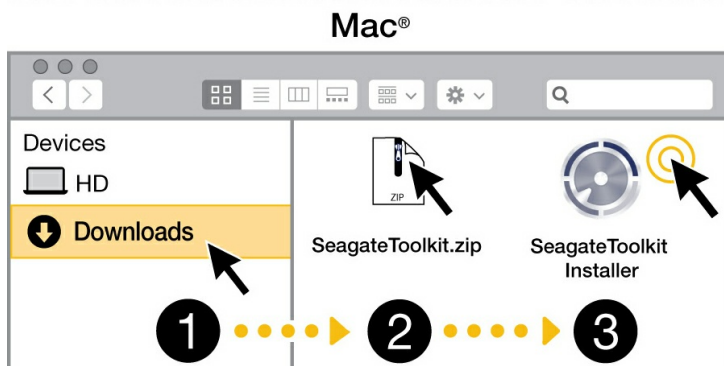 Mac®
Devices
HD
Downloads
ZIP
SeagateToolkit.zip
SeagateToolkit
Installer
1 2 3